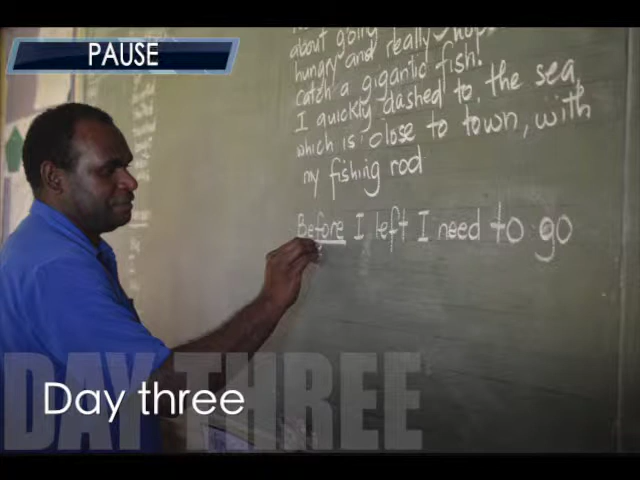 PAUSE
about going
hungry and really hope
catch a gigantic fish!
I quickly dashed to the sea,
which is close to town, with
my fishing rod
Before I left I need to go
DAY THREE
Day three